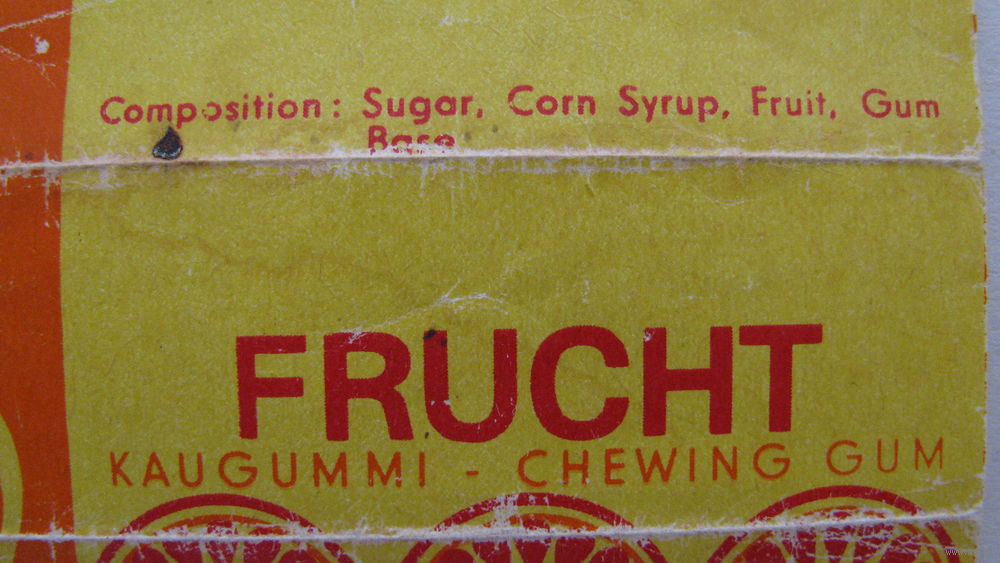 Composition: Sugar, Corn Syrup, Fruit, Gum
Base
FRUCHT
KAUGUMMI - CHEWING GUM